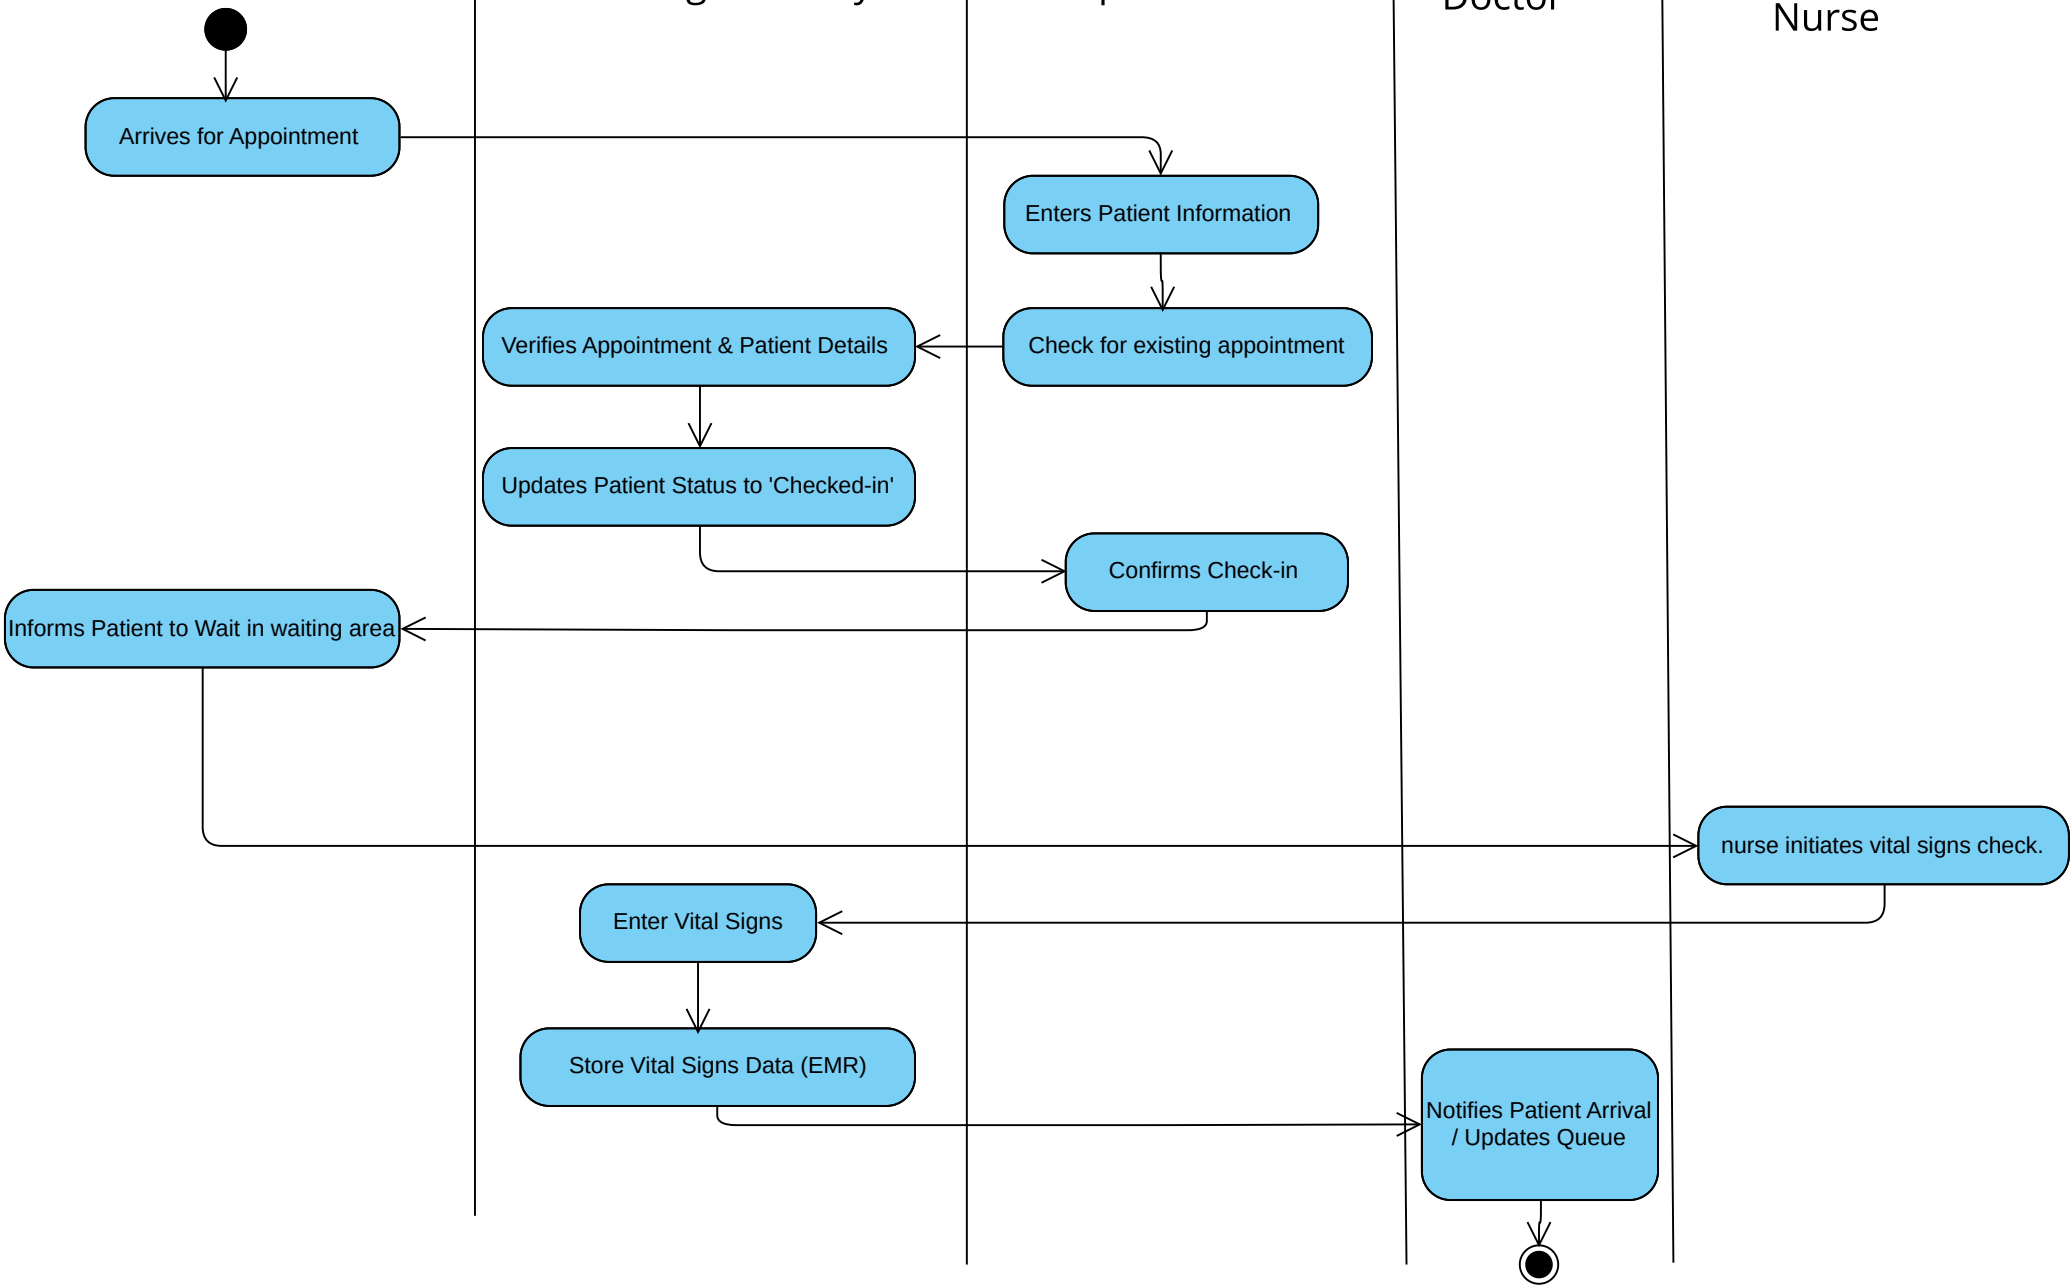 Doctor
Nurse
Arrives for Appointment
Enters Patient Information
Verifies Appointment & Patient Details
Check for existing appointment
Updates Patient Status to 'Checked-in'
Confirms Check-in
Informs Patient to Wait in waiting area
nurse initiates vital signs check.
Enter Vital Signs
Store Vital Signs Data (EMR)
Notifies Patient Arrival
/ Updates Queue